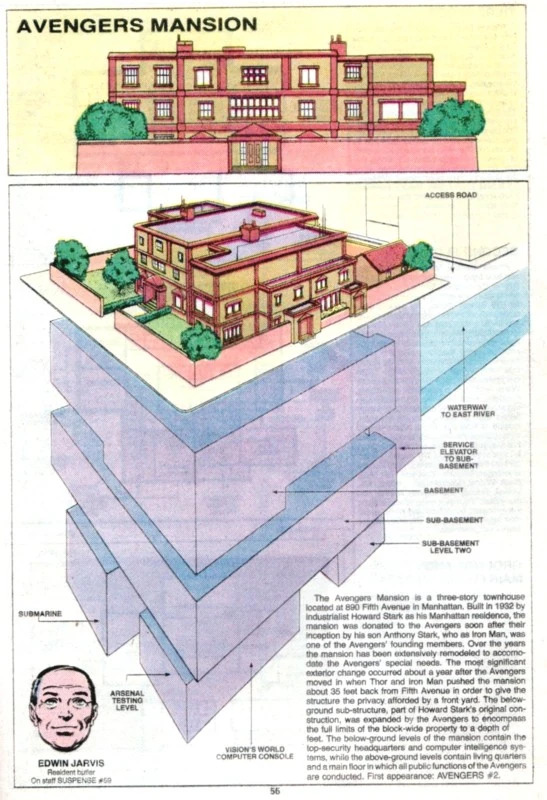 AVENGERS MANSION
ACCESS ROAD
WATERWAY
TO EAST RIVER
SERVICE
ELEVATOR
TO SUB-
BASEMENT
BASEMENT
SUB-BASEMENT
SUB-BASEMENT
LEVEL TWO
SUBMARINE
ARSENAL
TESTING
LEVEL
VISION'S WORLD
COMPUTER CONSOLE
EDWIN JARVIS
Resident butler
On staff SUSPENSE #59
The Avengers Mansion is a three-story townhouse
located at 890 Fifth Avenue in Manhattan. Built in 1932 by
industrialist Howard Stark as his Manhattan residence, the
mansion was donated to the Avengers soon after their
inception by his son Anthony Stark, who as Iron Man, was
one of the Avengers' founding members. Over the years
the mansion has been extensively remodeled to accomo-
date the Avengers' special needs. The most significant
exterior change occurred about a year after the Avengers
moved in when Thor and Iron Man pushed the mansion
about 35 feet back from Fifth Avenue in order to give the
structure the privacy afforded by a front yard. The below-
ground sub-structure, part of Howard Stark's original con-
struction, was expanded by the Avengers to encompass
the full limits of the block-wide property to a depth of
feet. The below-ground levels of the mansion contain the
top-security headquarters and computer intelligence sys-
tems, while the above-ground levels contain living quarters
and a main floor in which all public functions of the Avengers
are conducted. First appearance: AVENGERS #2.
56